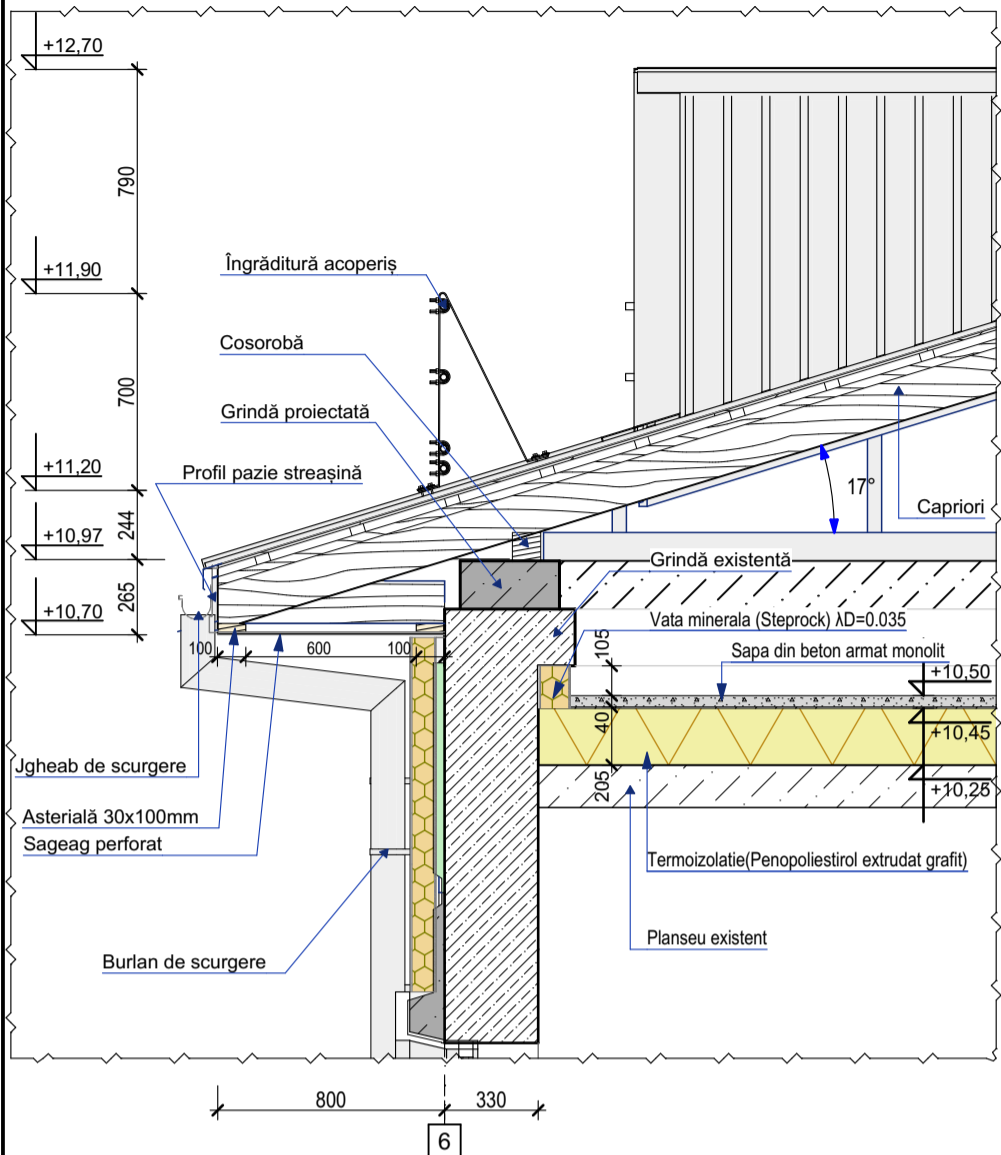 +12,70
790
+11,90
Îngrăditură acoperiș
Cosorobă
700
Grindă proiectată
+11,20
Profil pazie streașină
17°
Capriori
244
+10,97
Grindă existentă
265
+10,70
Vata minerala (Steprock) λD=0.035
100
600
100
105
Sapa din beton armat monolit
+10,50
40
+10,45
Jgheab de scurgere
205
+10,25
Asterială 30x100mm
Sageag perforat
Termoizolatie(Penopoliestirol extrudat grafit)
Planseu existent
Burlan de scurgere
800
330
6